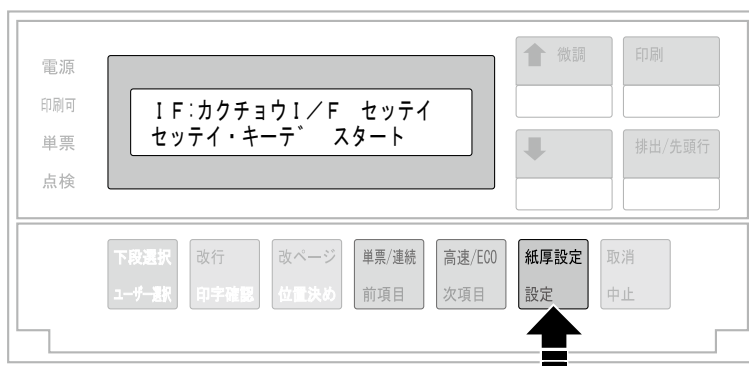 電源
印刷可
単票
点検
IF:カクチョウI/F セッテイ
セッテイ・キーデ゛ スタート
微調
印刷
排出/先頭行
下段選択
ユーザー選択
改行
印字確認
改ページ
位置決め
単票/連続
前項目
高速/ECO
次項目
紙厚設定
設定
取消
中止